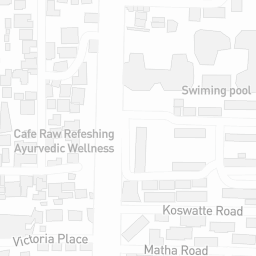 Swiming pool
Cafe Raw Refeshing
Ayurvedic Wellness
Koswatte Road
Victoria Place
Matha Road